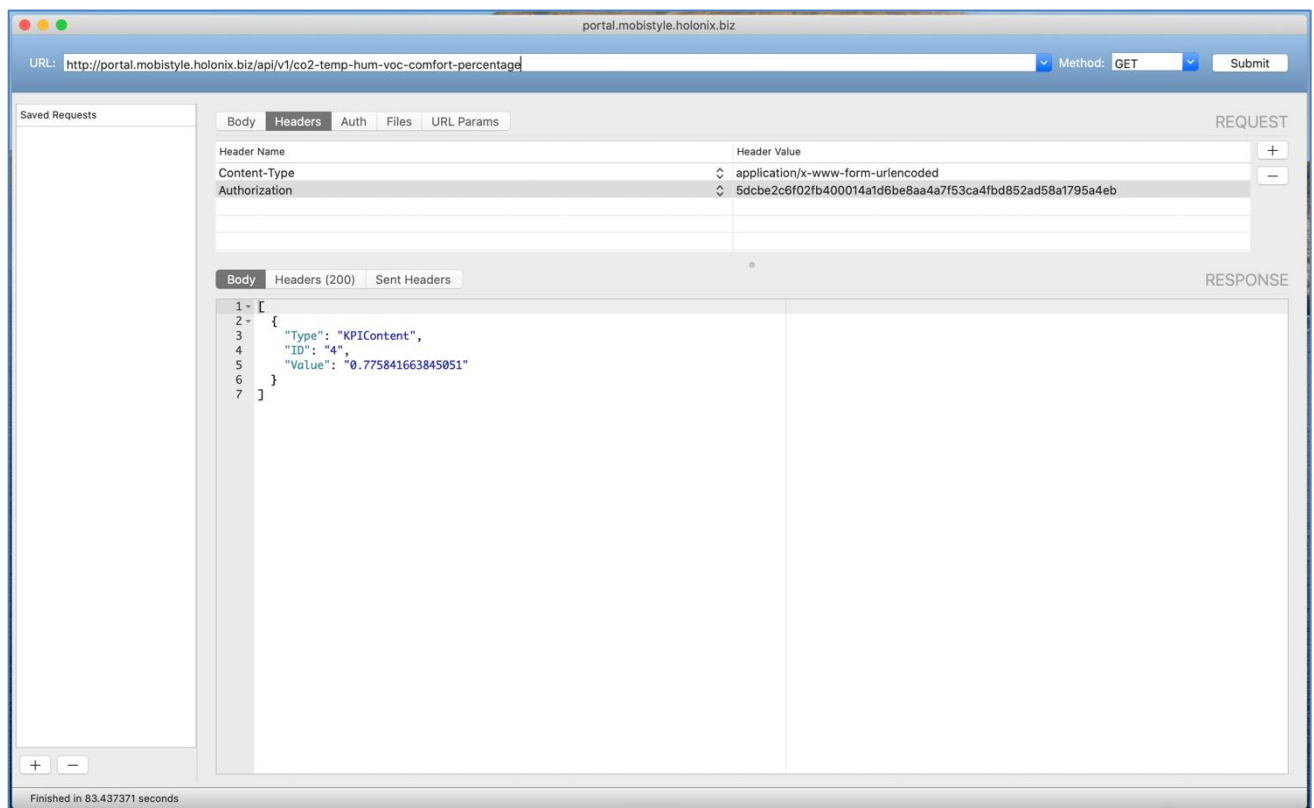 portal.mobistyle.holonix.biz
URL: http://portal.mobistyle.holonix.biz/api/v1/co2-temp-hum-voc-comfort-percentage Method: GET Submit
Saved Requests
Body Headers Auth Files URL Params REQUEST
Header Name Header Value +
Content-Type application/x-www-form-urlencoded
Authorization 5dcbe2c6f02fb400014a1d6be8aa4a7f53ca4fbd852ad58a1795a4eb −
Body Headers (200) Sent Headers RESPONSE
1 [
2 {
3 "Type": "KPIContent",
4 "ID": "4",
5 "Value": "0.775841663845051"
6 }
7 ]
+ −
Finished in 83.437371 seconds